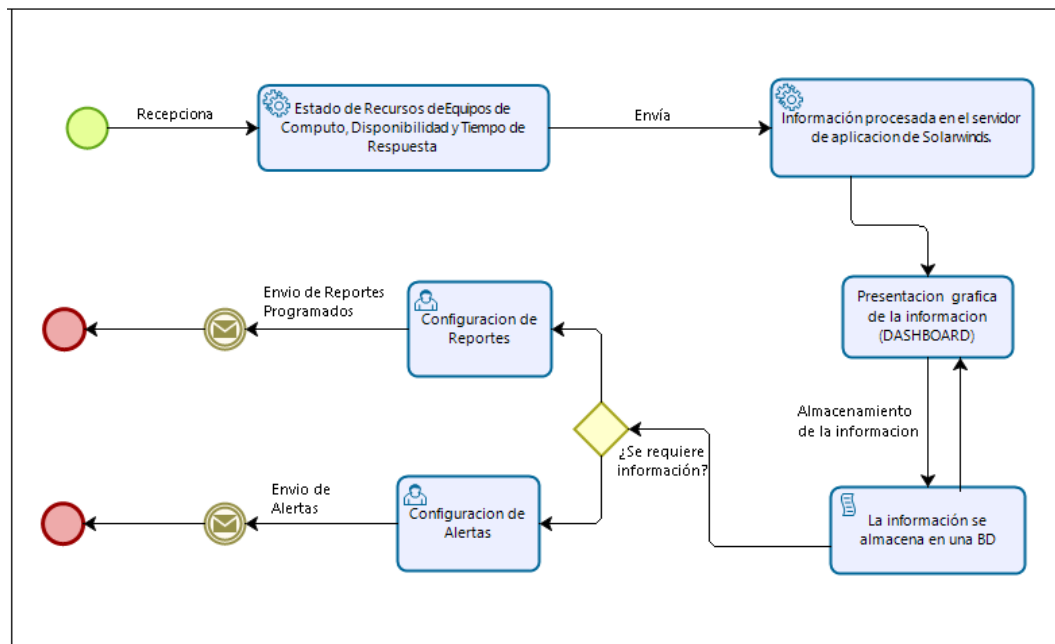 Recepciona
Estado de Recursos deEquipos de
Computo, Disponibilidad y Tiempo de
Respuesta
Envía
Información procesada en el servidor
de aplicacion de Solarwinds.
Presentacion grafica
de la informacion
(DASHBOARD)
Almacenamiento
de la informacion
La información se
almacena en una BD
¿Se requiere
información?
Configuracion de
Reportes
Envio de Reportes
Programados
Configuracion de
Alertas
Envio de
Alertas